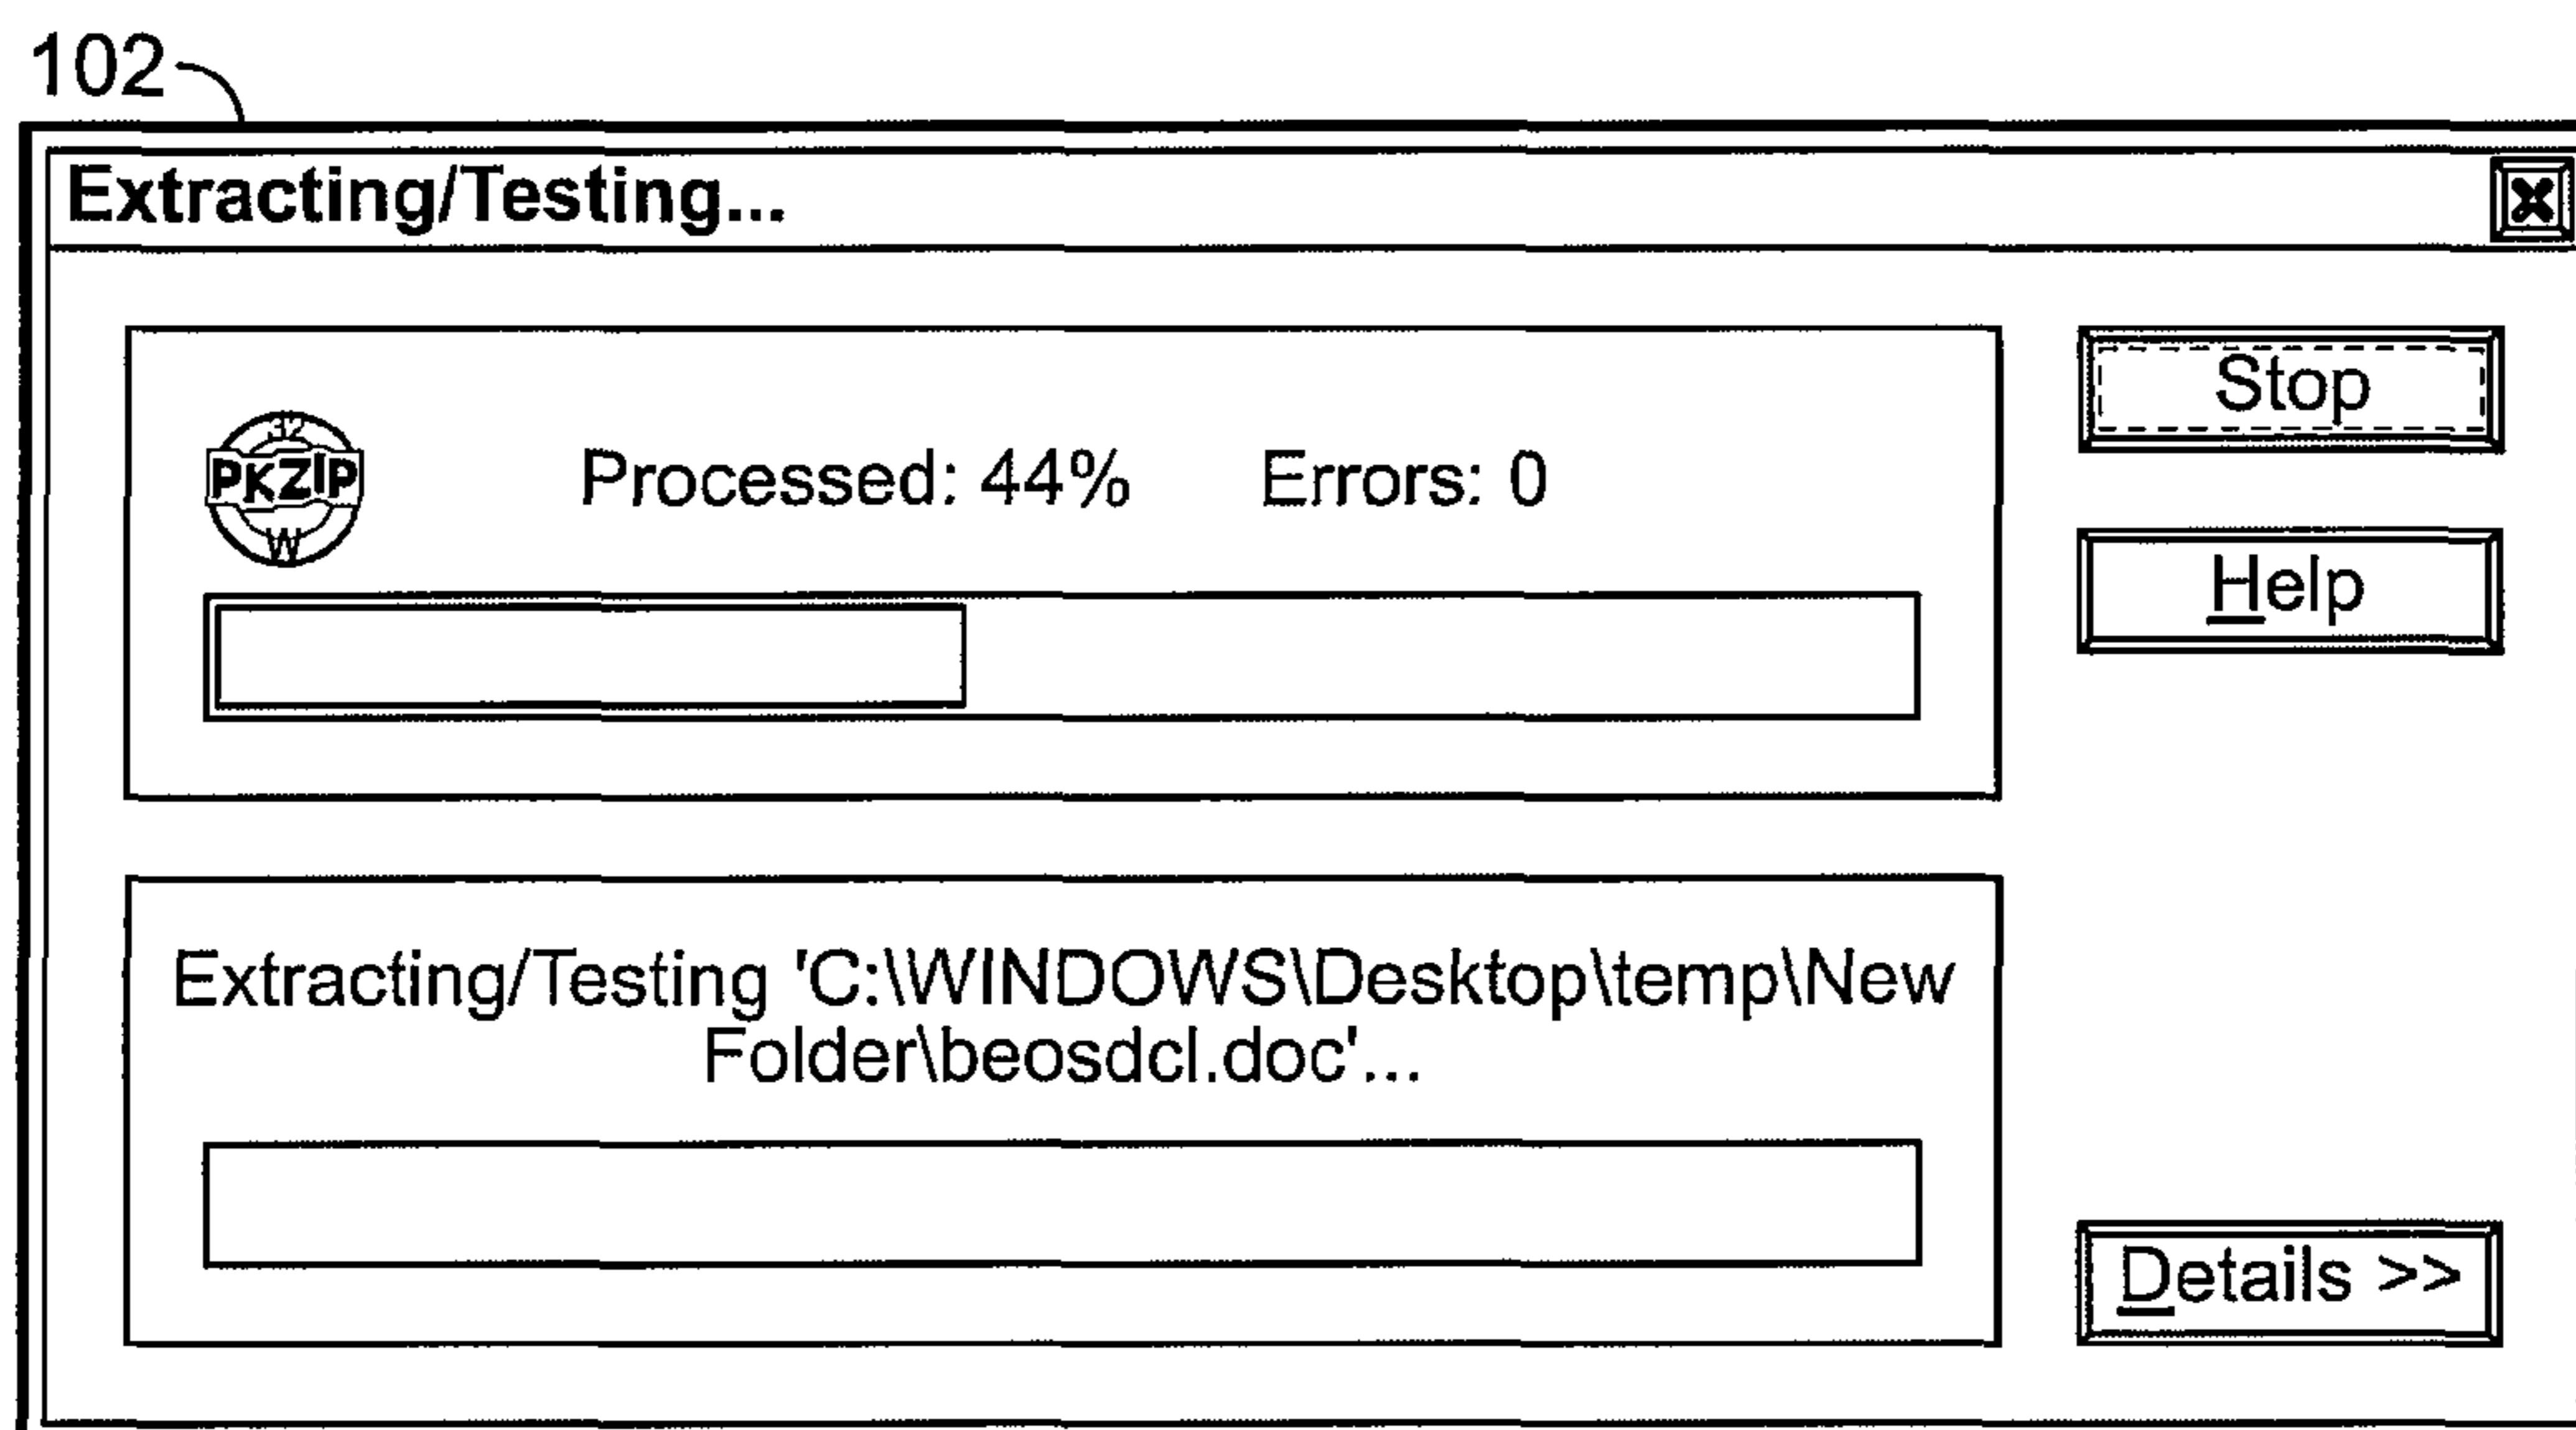 102
Extracting/Testing...
32
PKZIP
W
Processed: 44% Errors: 0
Stop
Help
Extracting/Testing 'C:\WINDOWS\Desktop\temp\New
Folder\beosdcl.doc'...
Details >>